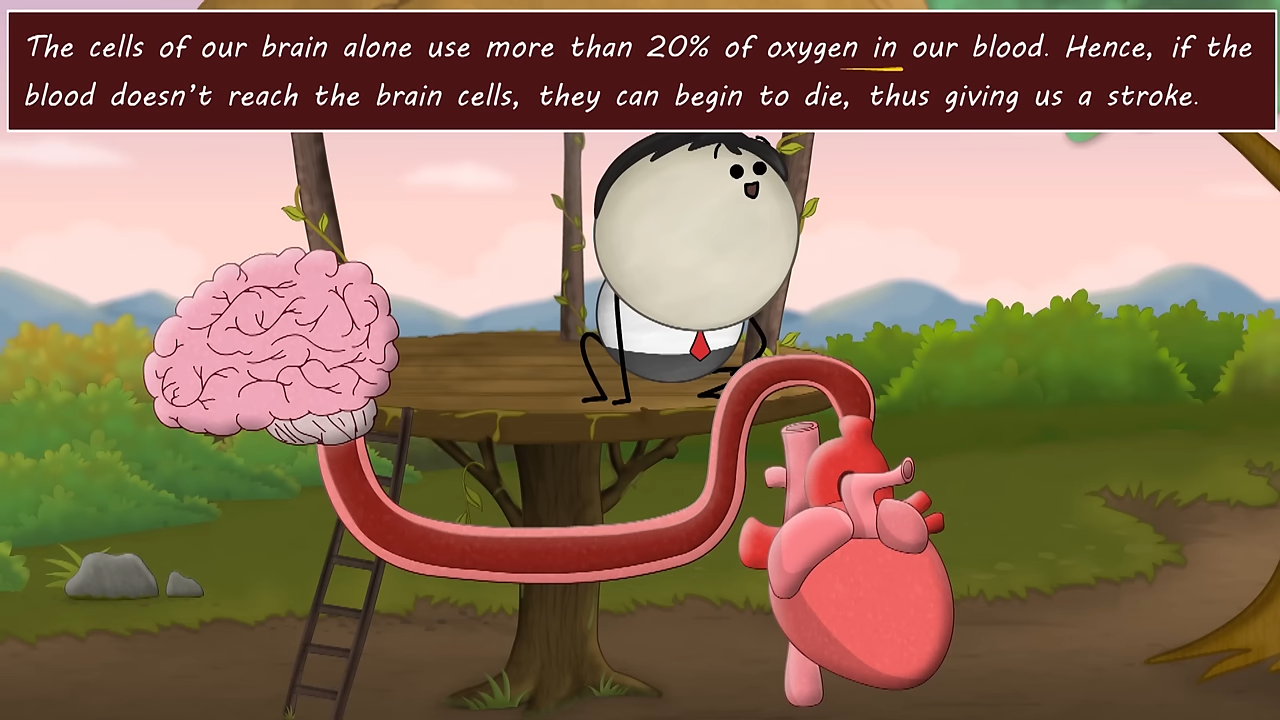 The cells of our brain alone use more than 20% of oxygen in our blood. Hence, if the
blood doesn't reach the brain cells, they can begin to die, thus giving us a stroke.